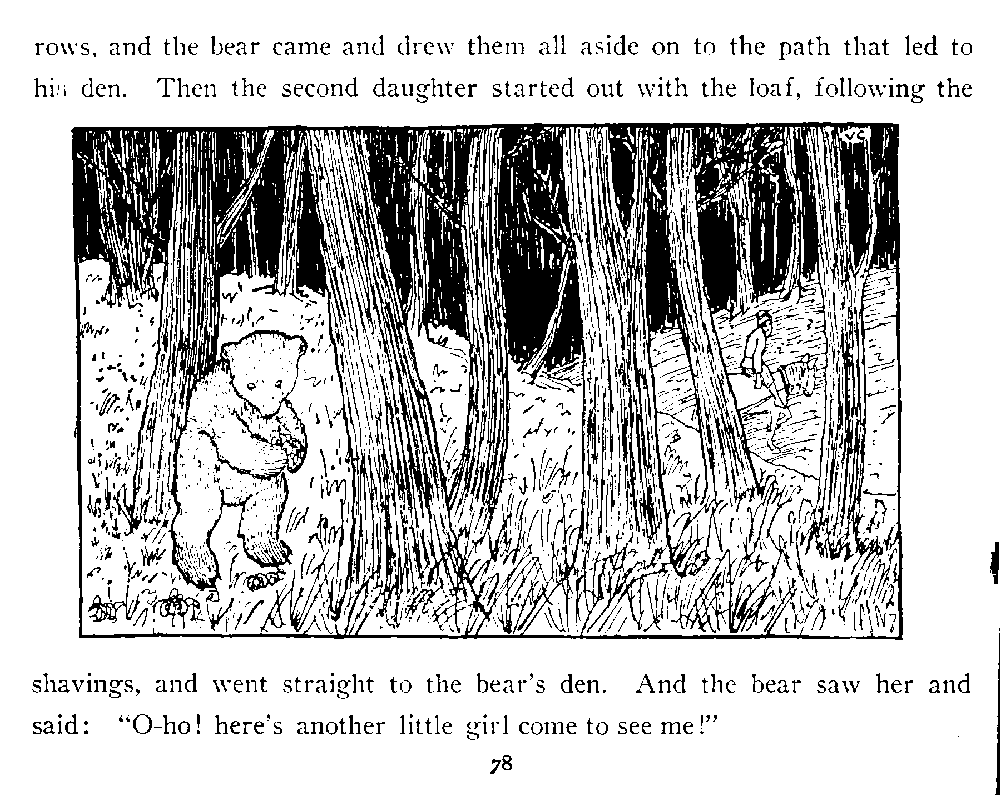 rows, and the bear came and drew them all aside on to the path that led to
his den. Then the second daughter started out with the loaf, following the
VC
shavings, and went straight to the bear's den. And the bear saw her and
said: "O-ho! here's another little girl come to see me!"
78